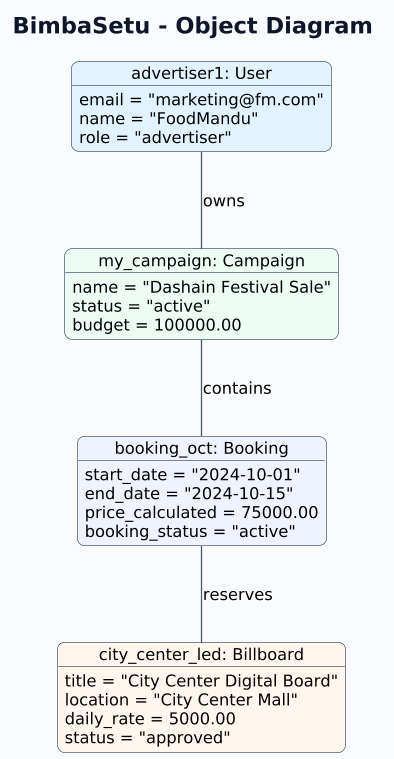 BimbaSetu - Object Diagram
advertiser1: User
email = "marketing@fm.com"
name = "FoodMandu"
role = "advertiser"
owns
my_campaign: Campaign
name = "Dashain Festival Sale"
status = "active"
budget = 100000.00
contains
booking_oct: Booking
start_date = "2024-10-01"
end_date = "2024-10-15"
price_calculated = 75000.00
booking_status = "active"
reserves
city_center_led: Billboard
title = "City Center Digital Board"
location = "City Center Mall"
daily_rate = 5000.00
status = "approved"